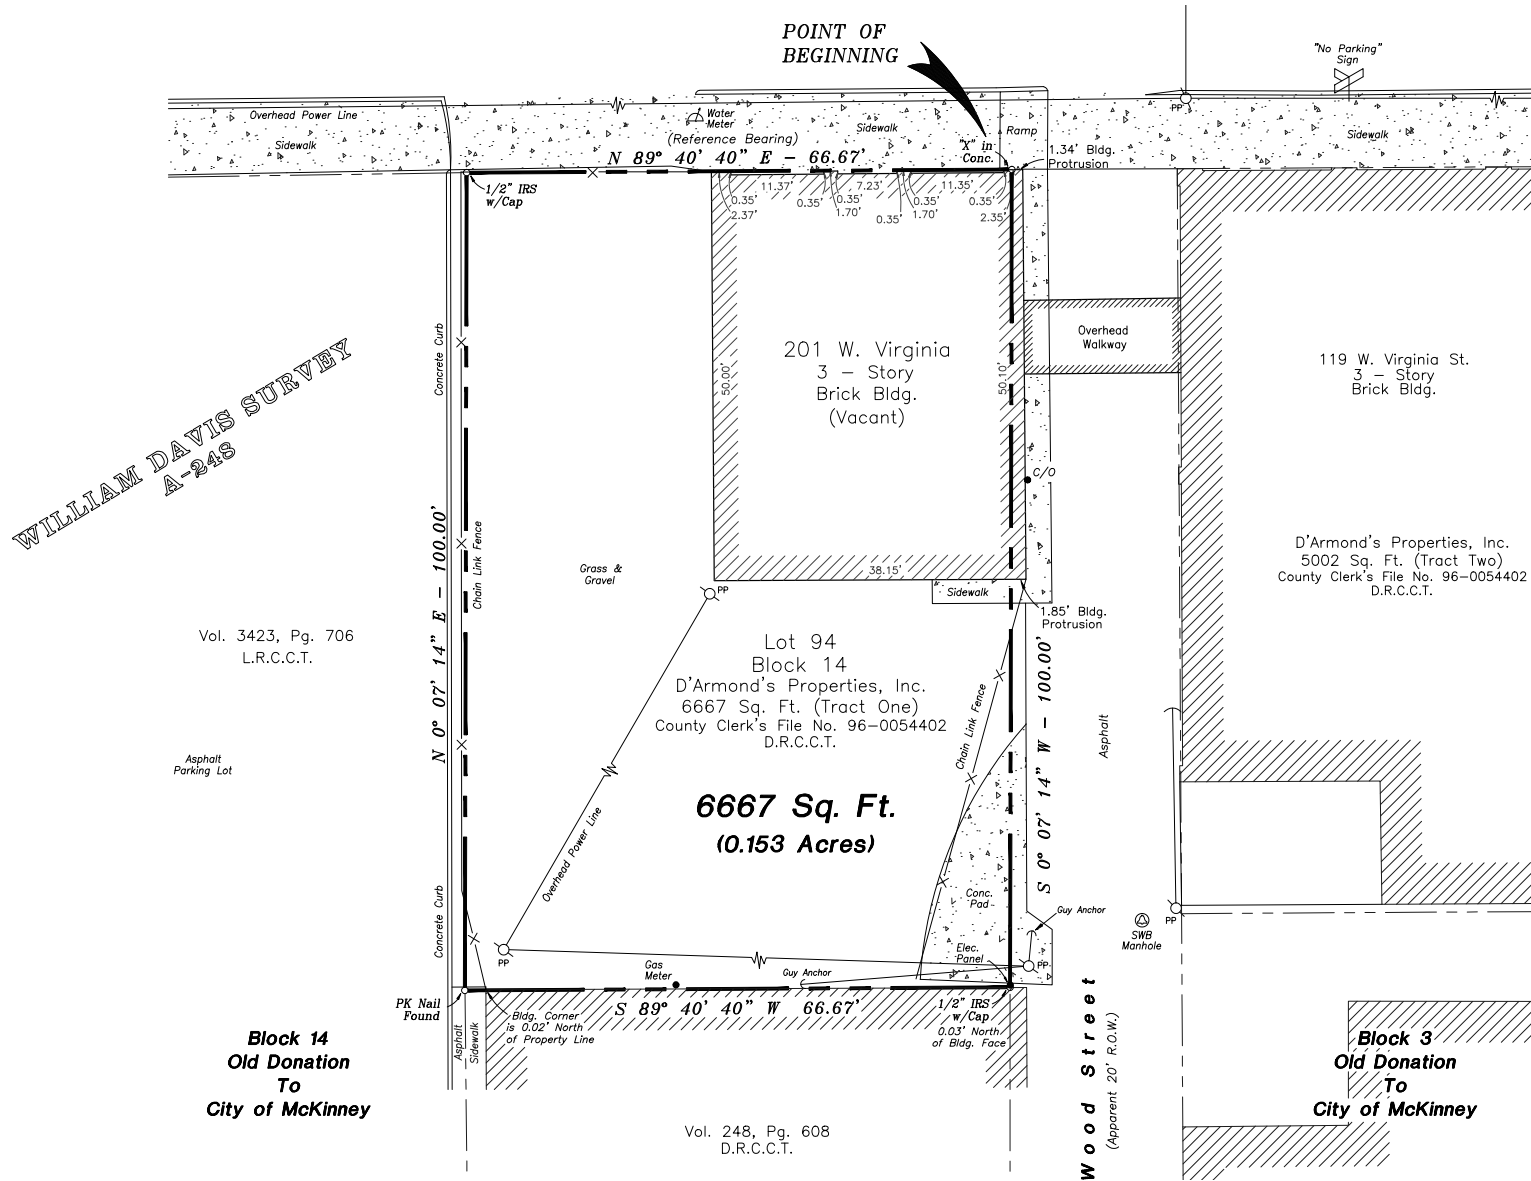 POINT OF
BEGINNING
"No Parking"
Sign
Overhead Power Line
Sidewalk
Water
Meter
(Reference Bearing)
Sidewalk
Ramp
Sidewalk
N 89° 40' 40" E - 66.67'
"X" in
Conc.
1.34' Bldg.
Protrusion
1/2" IRS
w/Cap
11.37'
7.23'
11.35'
0.35'
2.37'
0.35'
0.35'
1.70'
0.35'
0.35'
1.70'
0.35'
2.35'
Concrete Curb
WILLIAM DAVIS SURVEY
A-248
201 W. Virginia
3 - Story
Brick Bldg.
(Vacant)
50.00'
50.10'
Overhead
Walkway
119 W. Virginia St.
3 - Story
Brick Bldg.
C/O
N 0° 07' 14" E - 100.00'
Chain Link Fence
Grass &
Gravel
38.15'
PP
Sidewalk
1.85' Bldg.
Protrusion
D'Armond's Properties, Inc.
5002 Sq. Ft. (Tract Two)
County Clerk's File No. 96-0054402
D.R.C.C.T.
Vol. 3423, Pg. 706
L.R.C.C.T.
Lot 94
Block 14
D'Armond's Properties, Inc.
6667 Sq. Ft. (Tract One)
County Clerk's File No. 96-0054402
D.R.C.C.T.
Chain Link Fence
S 0° 07' 14" W - 100.00'
Asphalt
Asphalt
Parking Lot
6667 Sq. Ft.
(0.153 Acres)
Overhead Power Line
Concrete Curb
Conc.
Pad
Guy Anchor
PP
SWB
Manhole
PP
Gas
Meter
Guy Anchor
Elec.
Panel
PP
PK Nail
Found
S 89° 40' 40" W 66.67'
1/2" IRS
w/Cap
0.03' North
of Bldg. Face
Bldg. Corner
is 0.02' North
of Property Line
Asphalt
Sidewalk
Block 14
Old Donation
To
City of McKinney
Wood Street
(Apparent 20' R.O.W.)
Block 3
Old Donation
To
City of McKinney
Vol. 248, Pg. 608
D.R.C.C.T.
PP